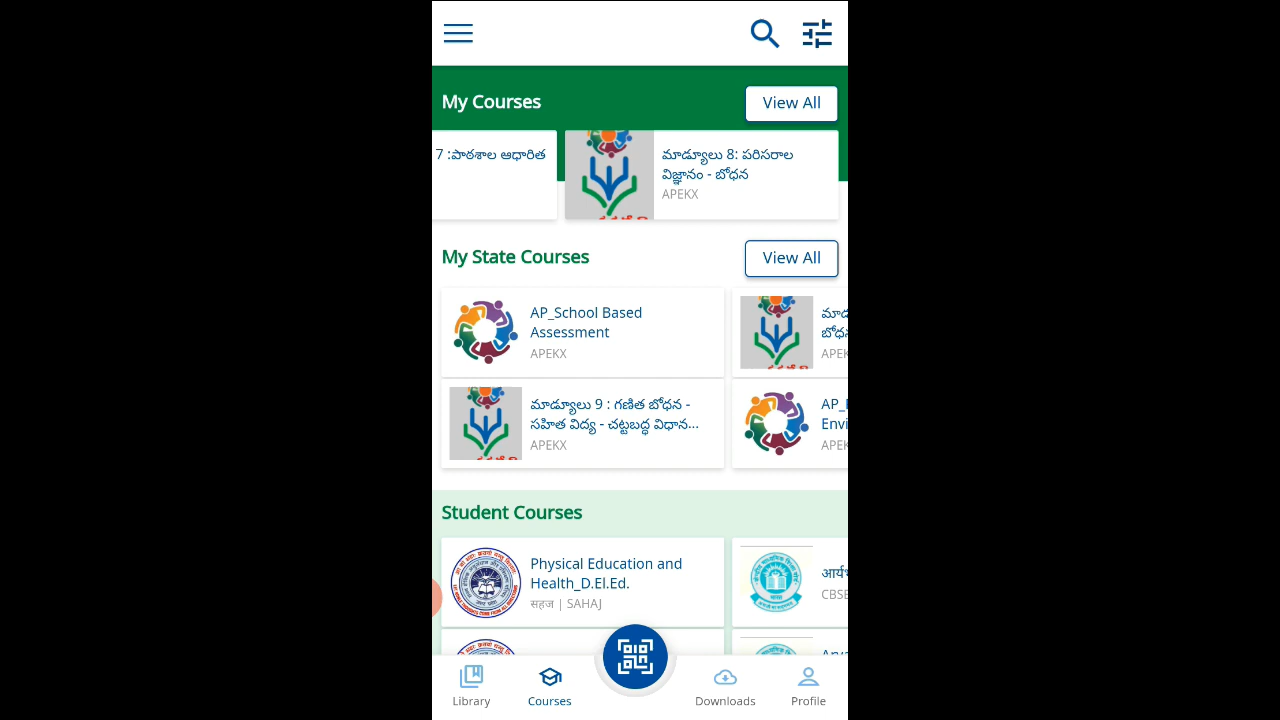 My Courses
View All
7 :పాఠశాల ఆధారిత
మాడ్యూలు 8: పరిసరాల
విజ్ఞానం - బోధన
APEKX
My State Courses
View All
AP_School Based
Assessment
APEKX
మాడ్యూలు 9 : గణిత బోధన -
సహిత విద్య - చట్టబద్ధ విధాన...
APEKX
Student Courses
Physical Education and
Health_D.El.Ed.
सहज | SAHAJ
Library
Courses
Downloads
Profile